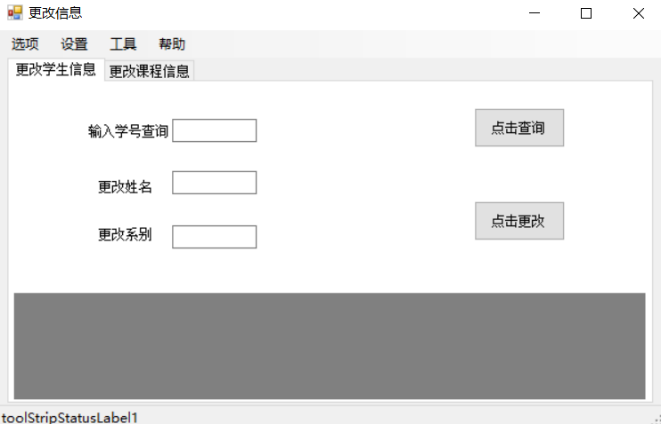 更改信息
选项 设置 工具 帮助
更改学生信息 更改课程信息
输入学号查询 点击查询
更改姓名
点击更改
更改系别
toolStripStatusLabel1